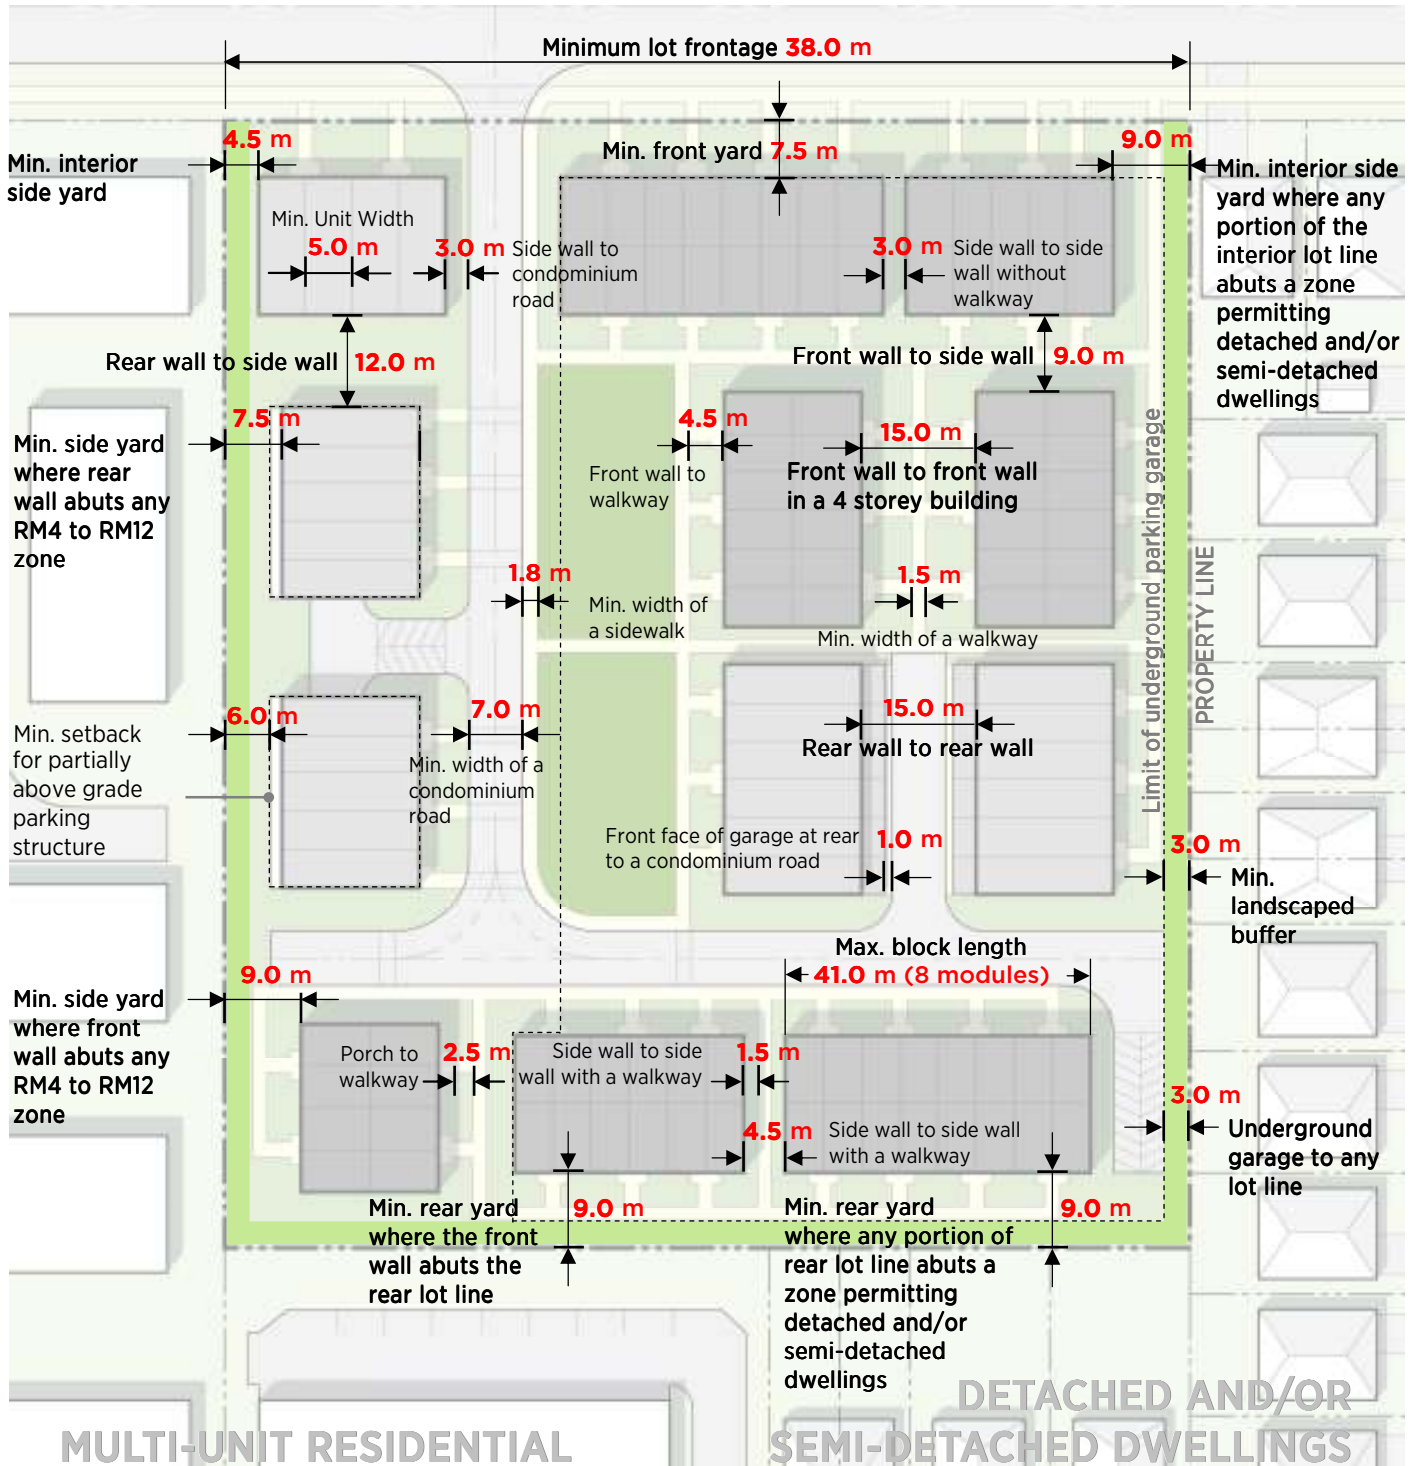 Minimum lot frontage 38.0 m
4.5 m
Min. interior
side yard
Min. front yard 7.5 m
9.0 m
Min. interior side
yard where any
portion of the
interior lot line
abuts a zone
permitting
detached and/or
semi-detached
dwellings
Min. Unit Width
5.0 m
3.0 m
Side wall to
condominium
road
3.0 m
Side wall to side
wall without
walkway
Rear wall to side wall 12.0 m
Front wall to side wall 9.0 m
7.5 m
Min. side yard
where rear
wall abuts any
RM4 to RM12
zone
4.5 m
Front wall to
walkway
15.0 m
Front wall to front wall
in a 4 storey building
1.8 m
Min. width of
a sidewalk
1.5 m
Min. width of a walkway
Limit of underground parking garage
PROPERTY LINE
6.0 m
Min. setback
for partially
above grade
parking
structure
7.0 m
Min. width of a
condominium
road
15.0 m
Rear wall to rear wall
Front face of garage at rear
to a condominium road
1.0 m
3.0 m
Min.
landscaped
buffer
Max. block length
41.0 m (8 modules)
9.0 m
Min. side yard
where front
wall abuts any
RM4 to RM12
zone
Porch to
walkway
2.5 m
Side wall to side
wall with a walkway
1.5 m
4.5 m
Side wall to side wall
with a walkway
3.0 m
Underground
garage to any
lot line
Min. rear yard
where the front
wall abuts the
rear lot line
9.0 m
Min. rear yard
where any portion of
rear lot line abuts a
zone permitting
detached and/or
semi-detached
dwellings
9.0 m
MULTI-UNIT RESIDENTIAL
DETACHED AND/OR
SEMI-DETACHED DWELLINGS